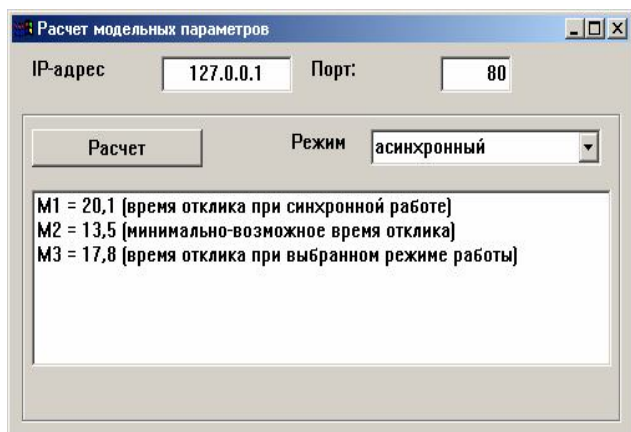 Расчет модельных параметров
IP-адрес 127.0.0.1 Порт: 80
Расчет Режим асинхронный
M1 = 20,1 (время отклика при синхронной работе)
M2 = 13,5 (минимально-возможное время отклика)
M3 = 17,8 (время отклика при выбранном режиме работы)